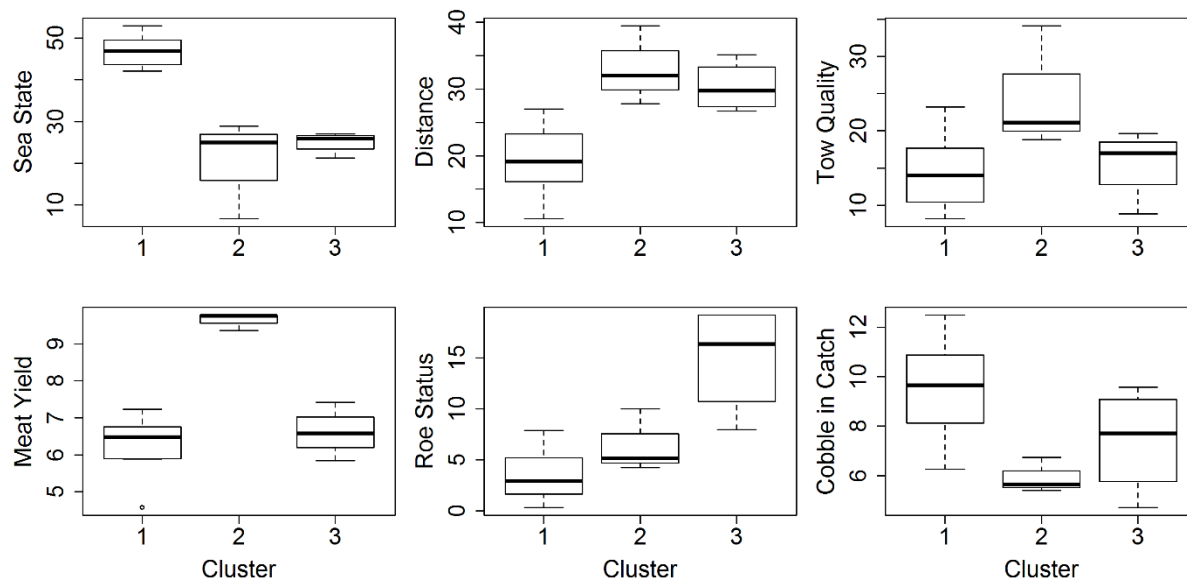 Sea State
50
30
10
1 2 3
Distance
40
30
20
10
1 2 3
Tow Quality
30
20
10
1 2 3
Meat Yield
9
8
7
6
5
1 2 3
Cluster
Roe Status
15
10
5
0
1 2 3
Cluster
Cobble in Catch
12
10
8
6
1 2 3
Cluster